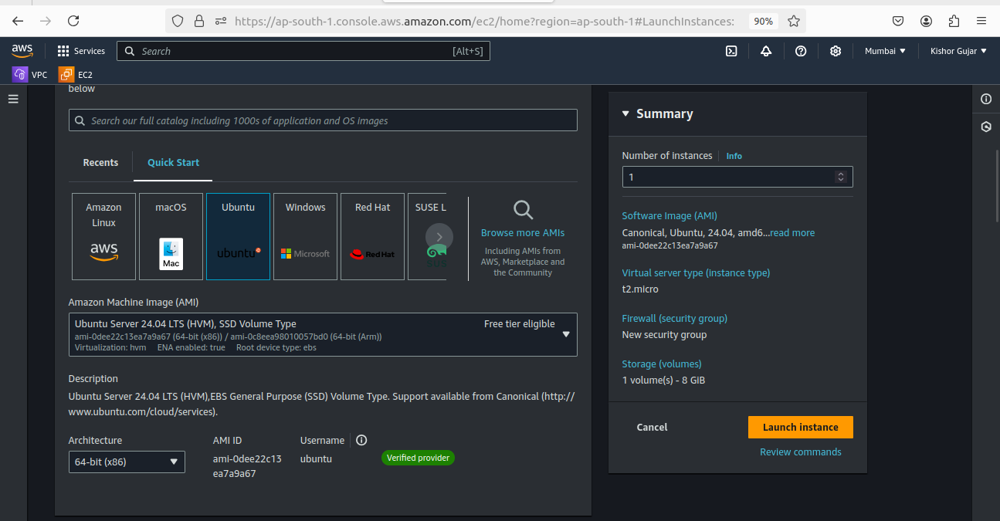 https://ap-south-1.console.aws.amazon.com/ec2/home?region=ap-south-1#LaunchInstances:
90%
aws
Services
Search
[Alt+S]
Mumbai
Kishor Gujar
VPC
EC2
below
Search our full catalog including 1000s of application and OS images
Recents
Quick Start
Amazon
Linux
aws
macOS
Mac
Ubuntu
ubuntu
Windows
Microsoft
Red Hat
Red Hat
SUSE L
SUS
Browse more AMIs
Including AMIs from
AWS, Marketplace and
the Community
Amazon Machine Image (AMI)
Ubuntu Server 24.04 LTS (HVM), SSD Volume Type
Free tier eligible
ami-0dee22c13ea7a9a67 (64-bit (x86)) / ami-0c8eea98010057bd0 (64-bit (Arm))
Virtualization: hvm ENA enabled: true Root device type: ebs
Description
Ubuntu Server 24.04 LTS (HVM),EBS General Purpose (SSD) Volume Type. Support available from Canonical (http://
www.ubuntu.com/cloud/services).
Architecture
64-bit (x86)
AMI ID
ami-0dee22c13
ea7a9a67
Username
ubuntu
Verified provider
Summary
Number of instances
Info
1
Software Image (AMI)
Canonical, Ubuntu, 24.04, amd6...read more
ami-0dee22c13ea7a9a67
Virtual server type (instance type)
t2.micro
Firewall (security group)
New security group
Storage (volumes)
1 volume(s) - 8 GiB
Cancel
Launch instance
Review commands